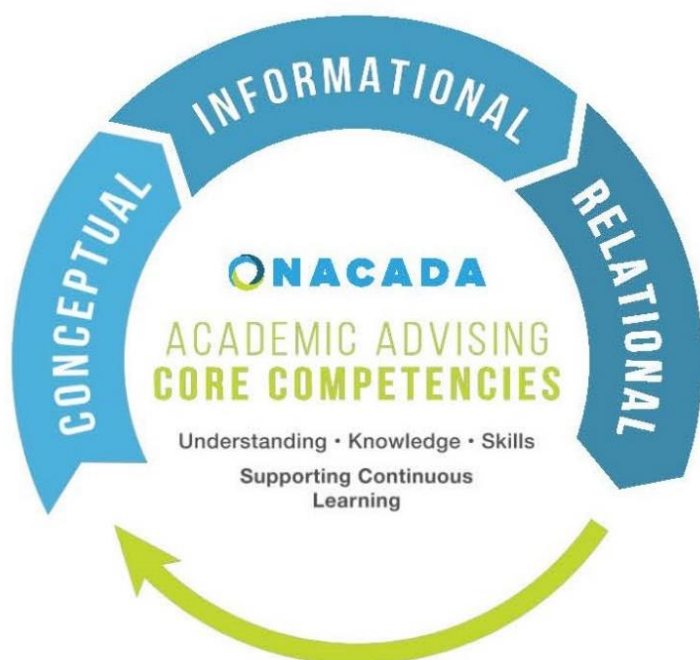 CONCEPTUAL
INFORMATIONAL
RELATIONAL
NACADA
ACADEMIC ADVISING
CORE COMPETENCIES
Understanding • Knowledge • Skills
Supporting Continuous
Learning